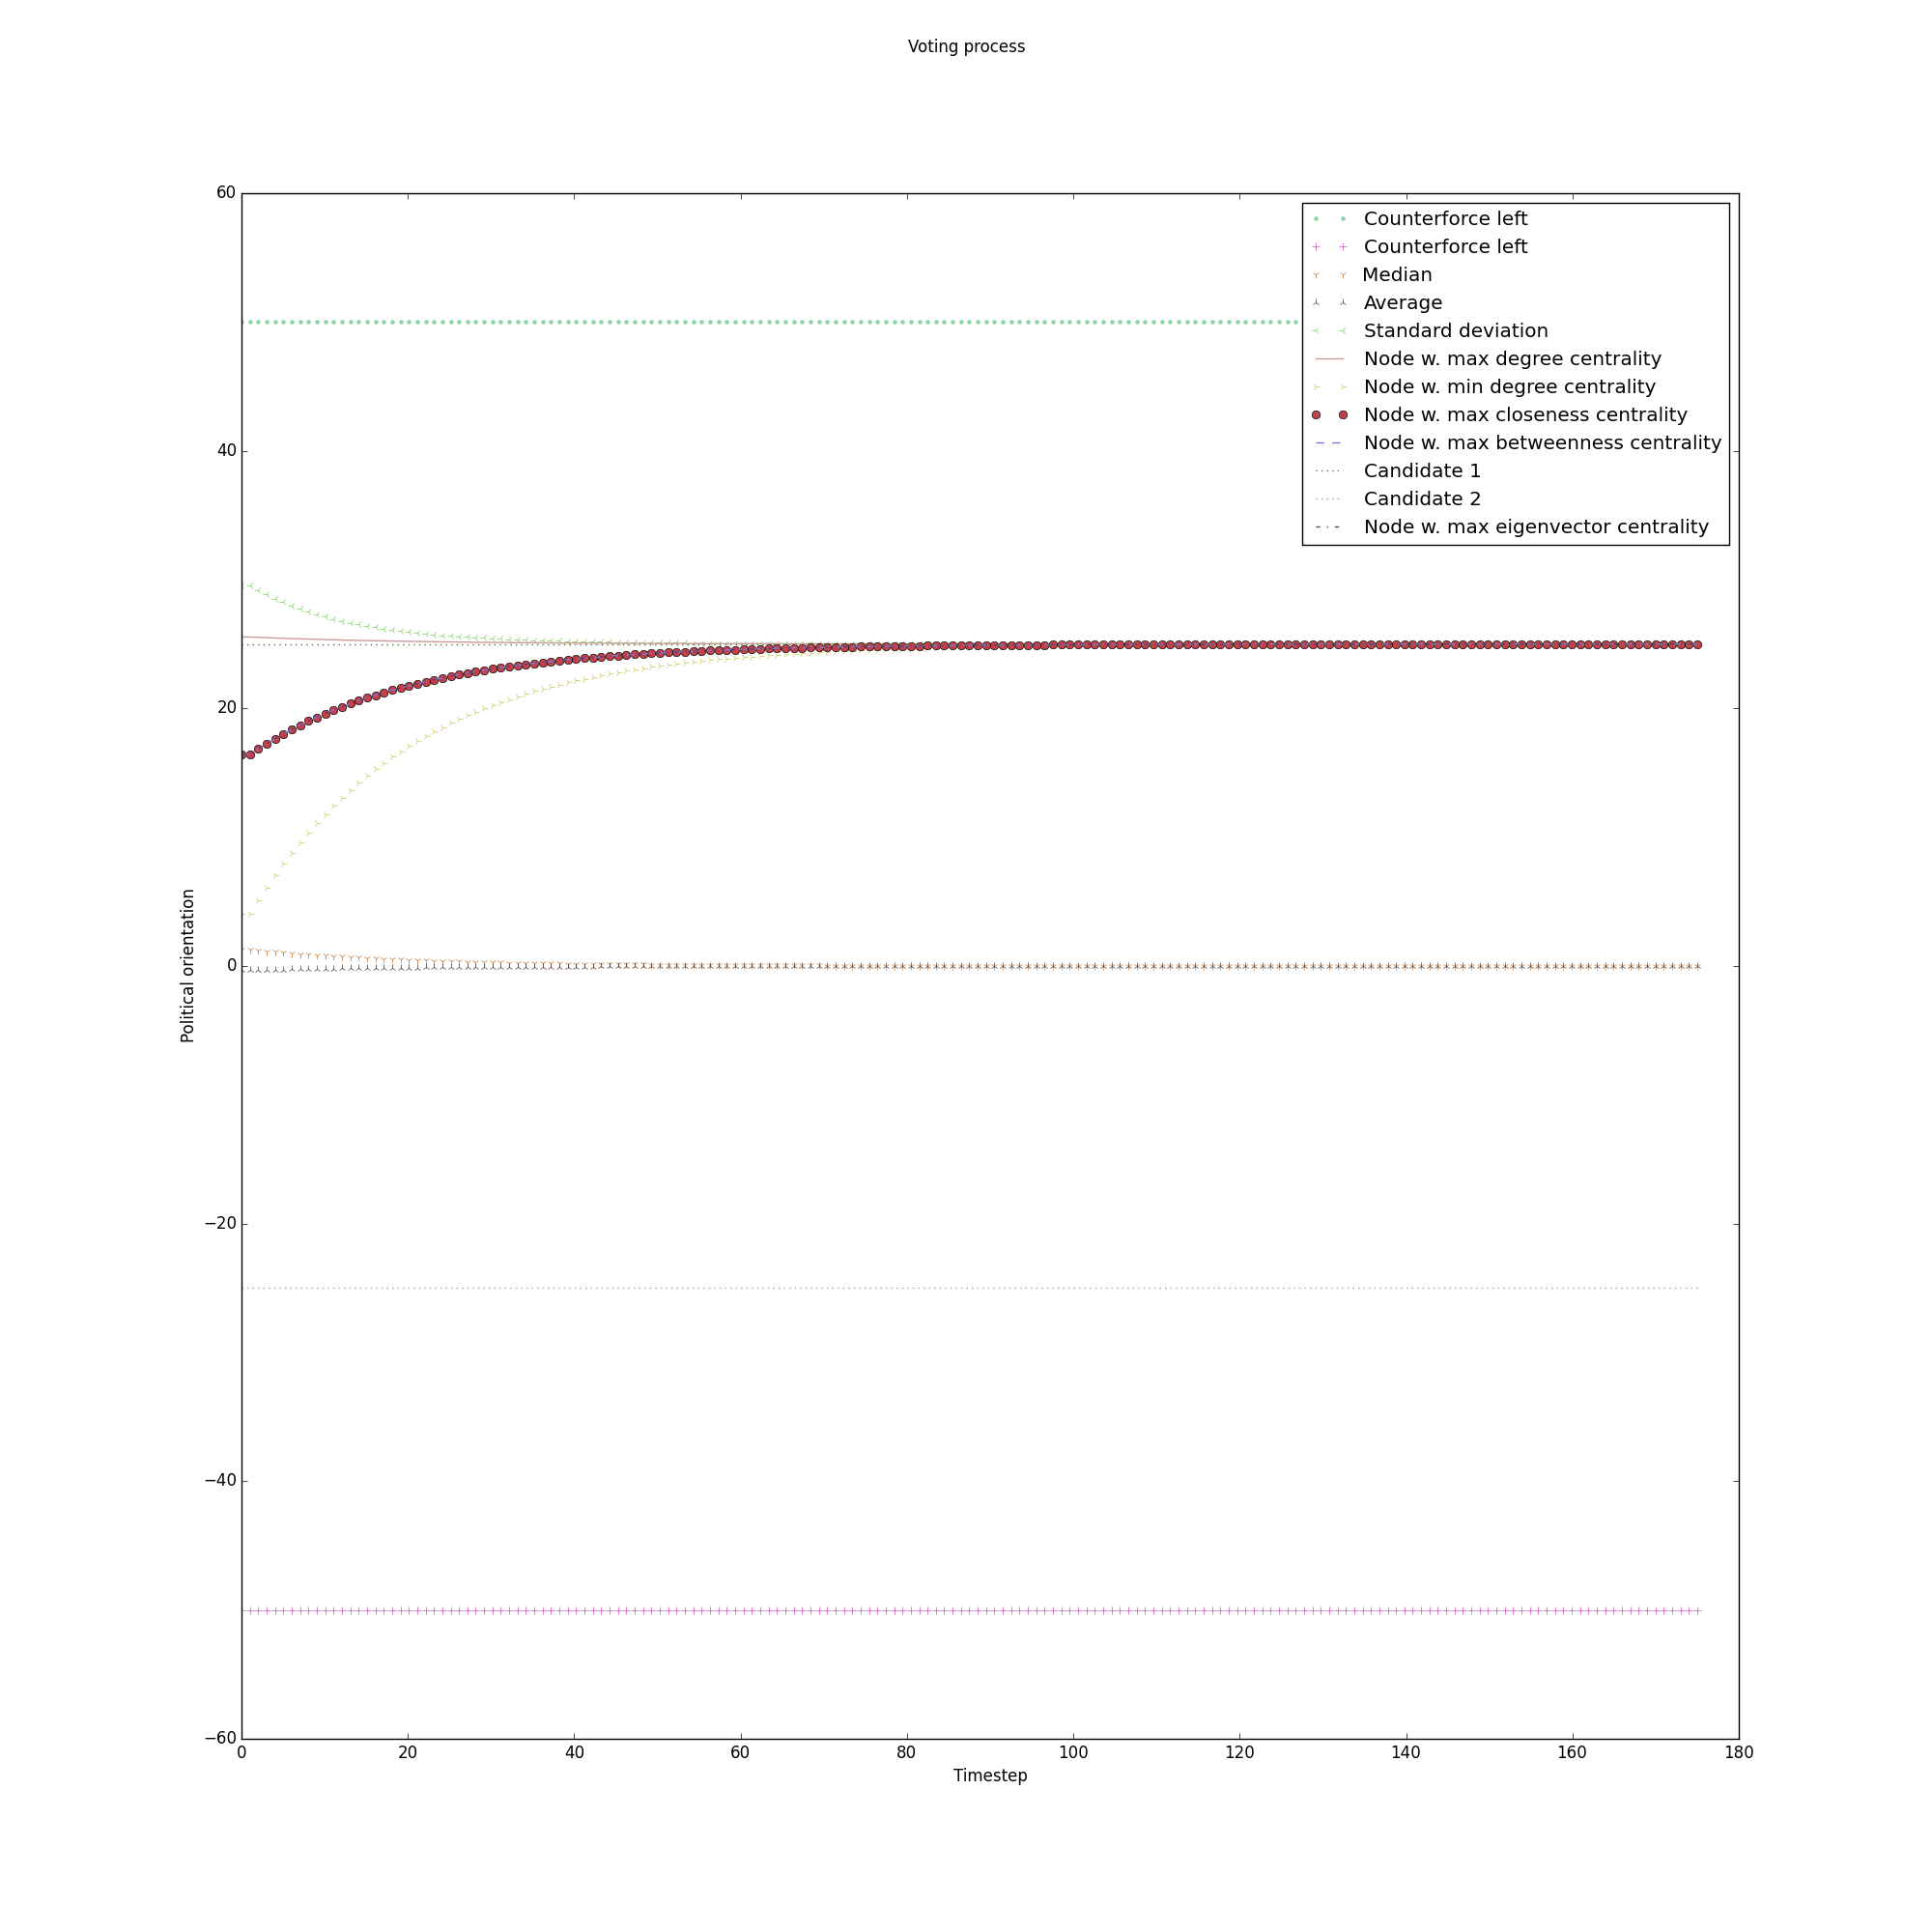 Voting process
60
40
20
0
−20
−40
−60
Political orientation
Counterforce left
Counterforce left
Median
Average
Standard deviation
Node w. max degree centrality
Node w. min degree centrality
Node w. max closeness centrality
Node w. max betweenness centrality
Candidate 1
Candidate 2
Node w. max eigenvector centrality
0 20 40 60 80 100 120 140 160 180
Timestep